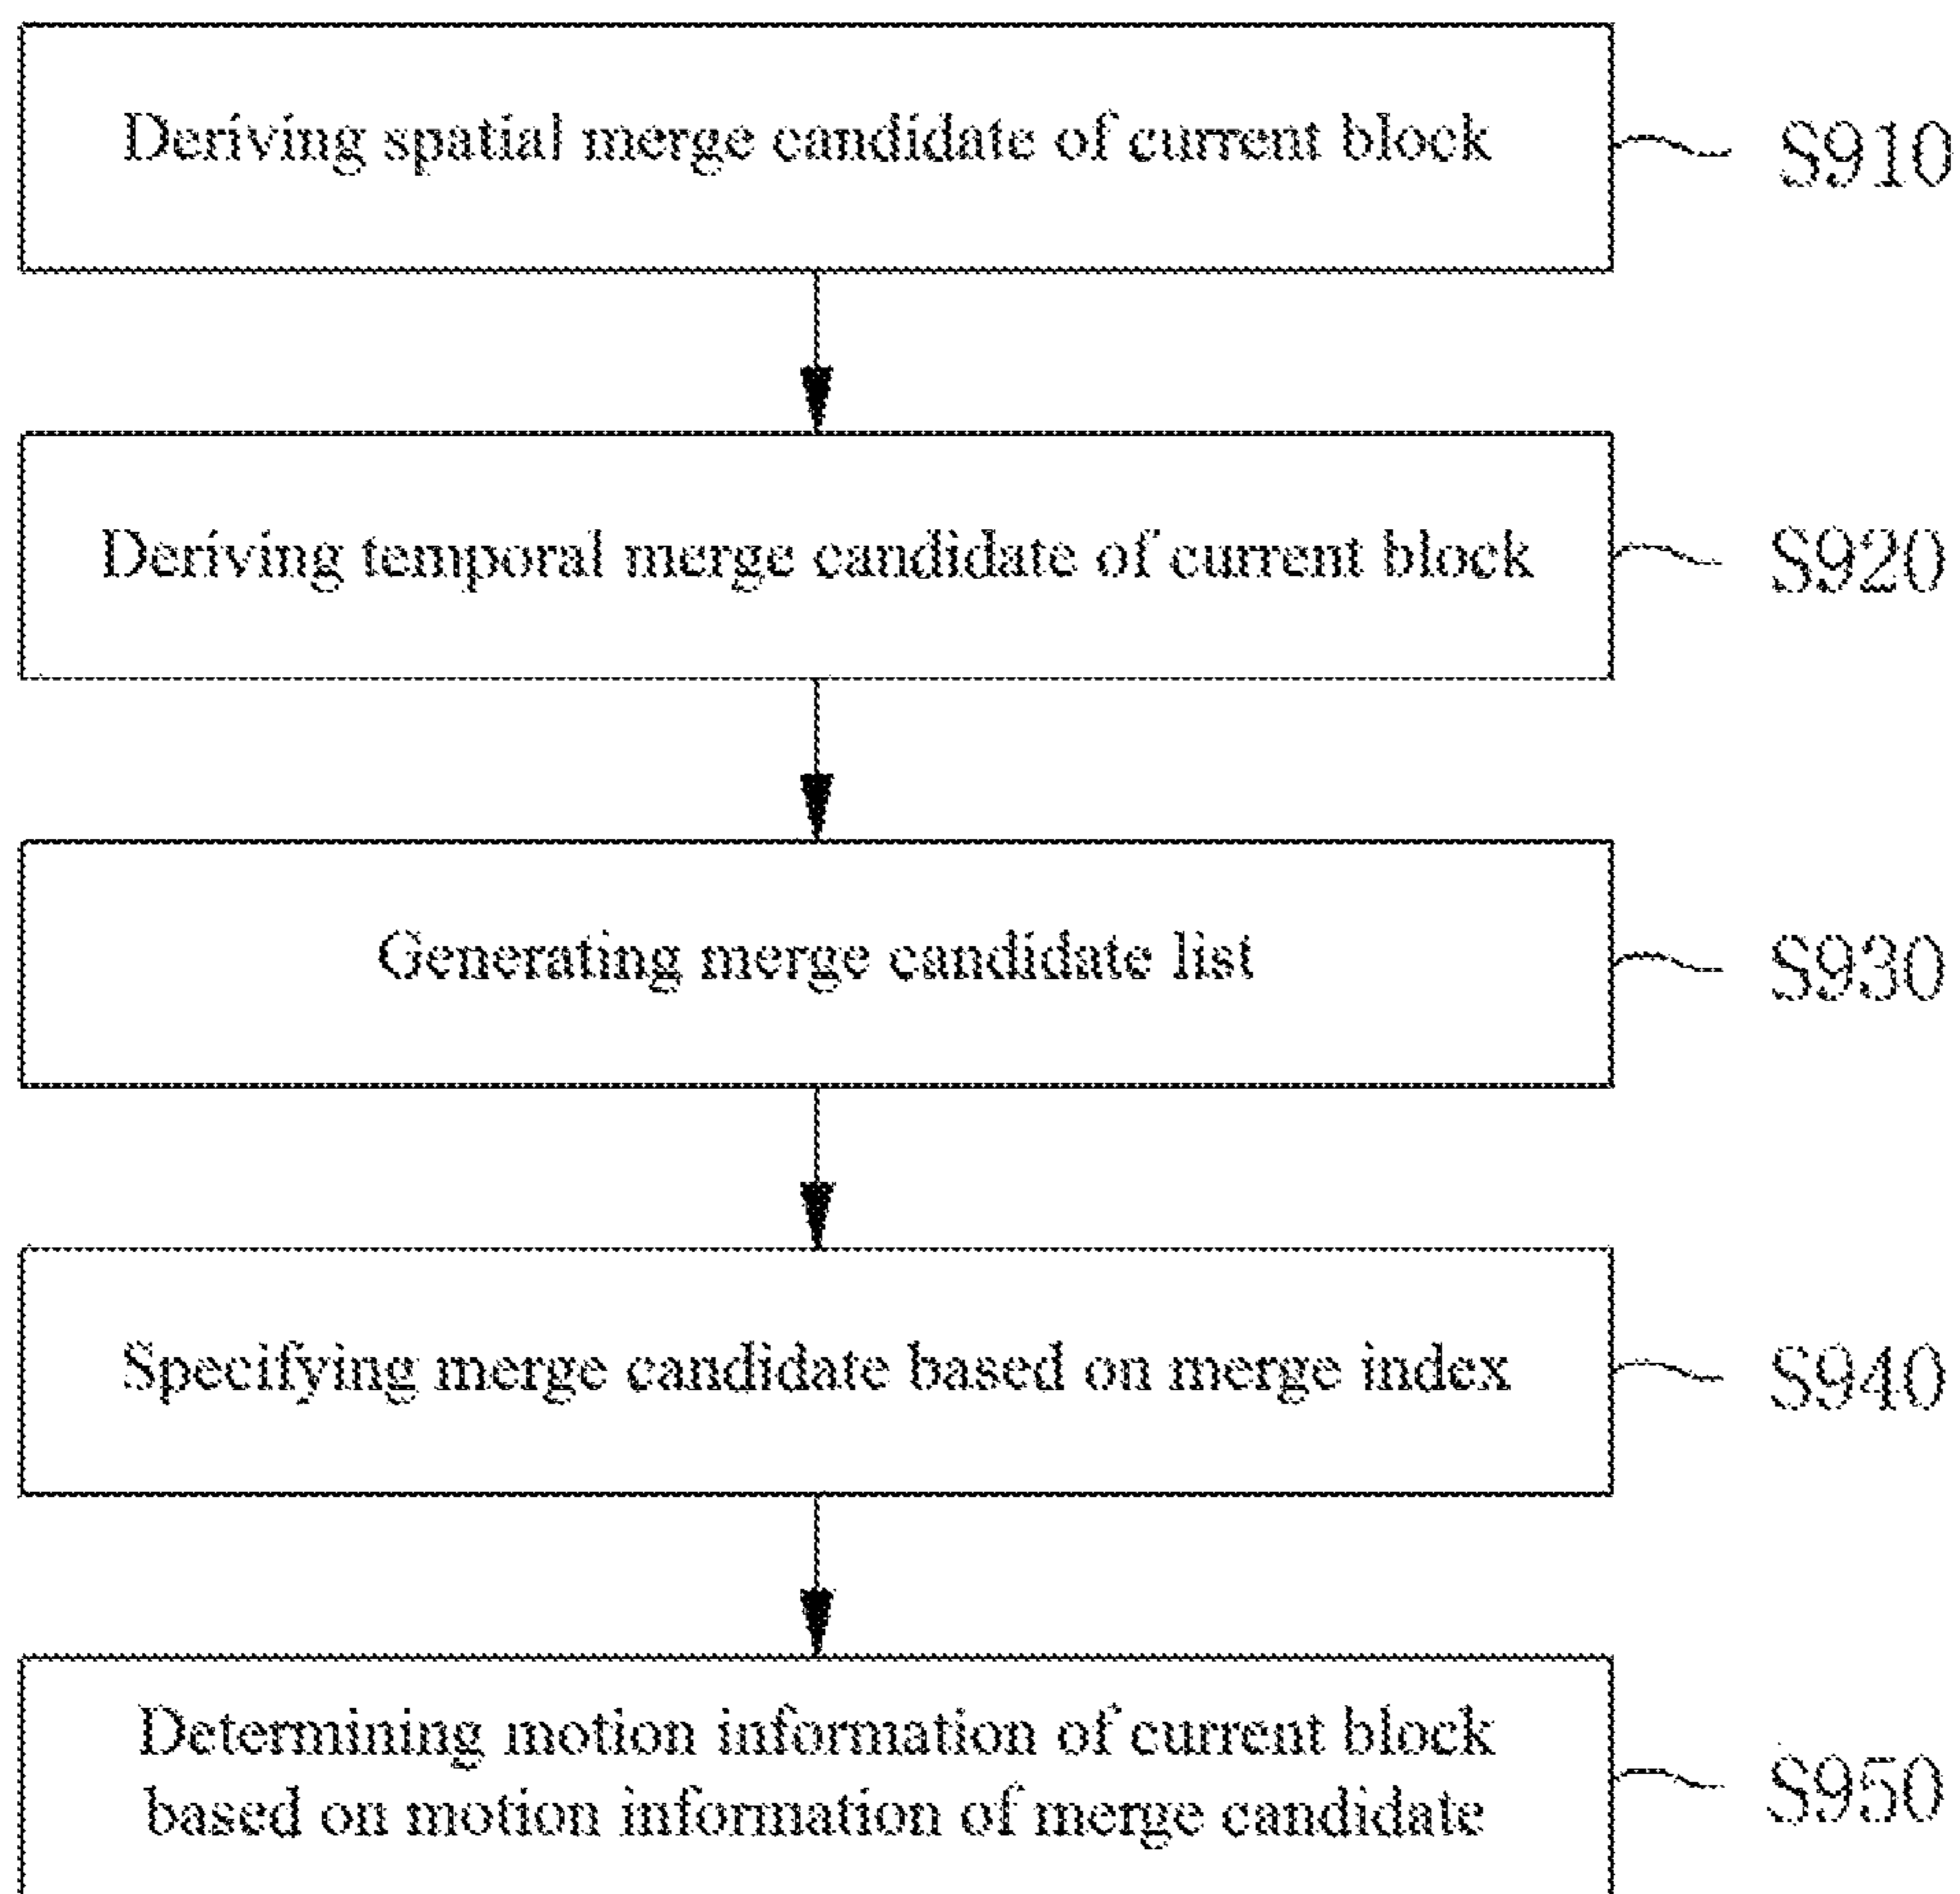 Deriving spatial merge candidate of current block
S910
Deriving temporal merge candidate of current block
S920
Generating merge candidate list
S930
Specifying merge candidate based on merge index
S940
Determining motion information of current block
based on motion information of merge candidate
S950